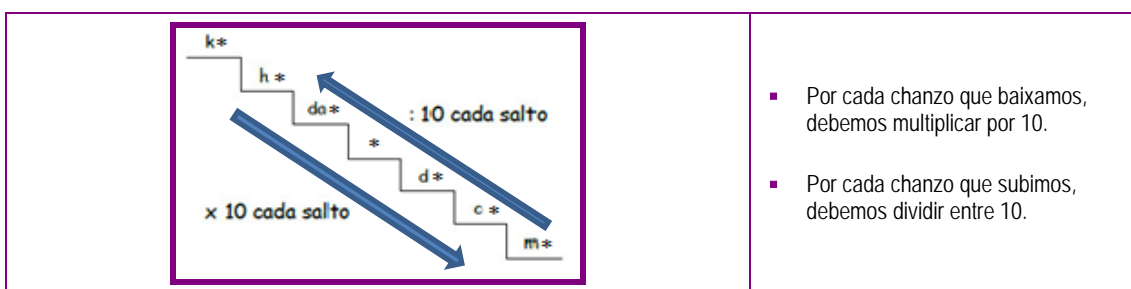 k*
h *
da *
: 10 cada salto
*
d *
x 10 cada salto
c *
m*
▪ Por cada chanzo que baixamos,
debemos multiplicar por 10.
▪ Por cada chanzo que subimos,
debemos dividir entre 10.